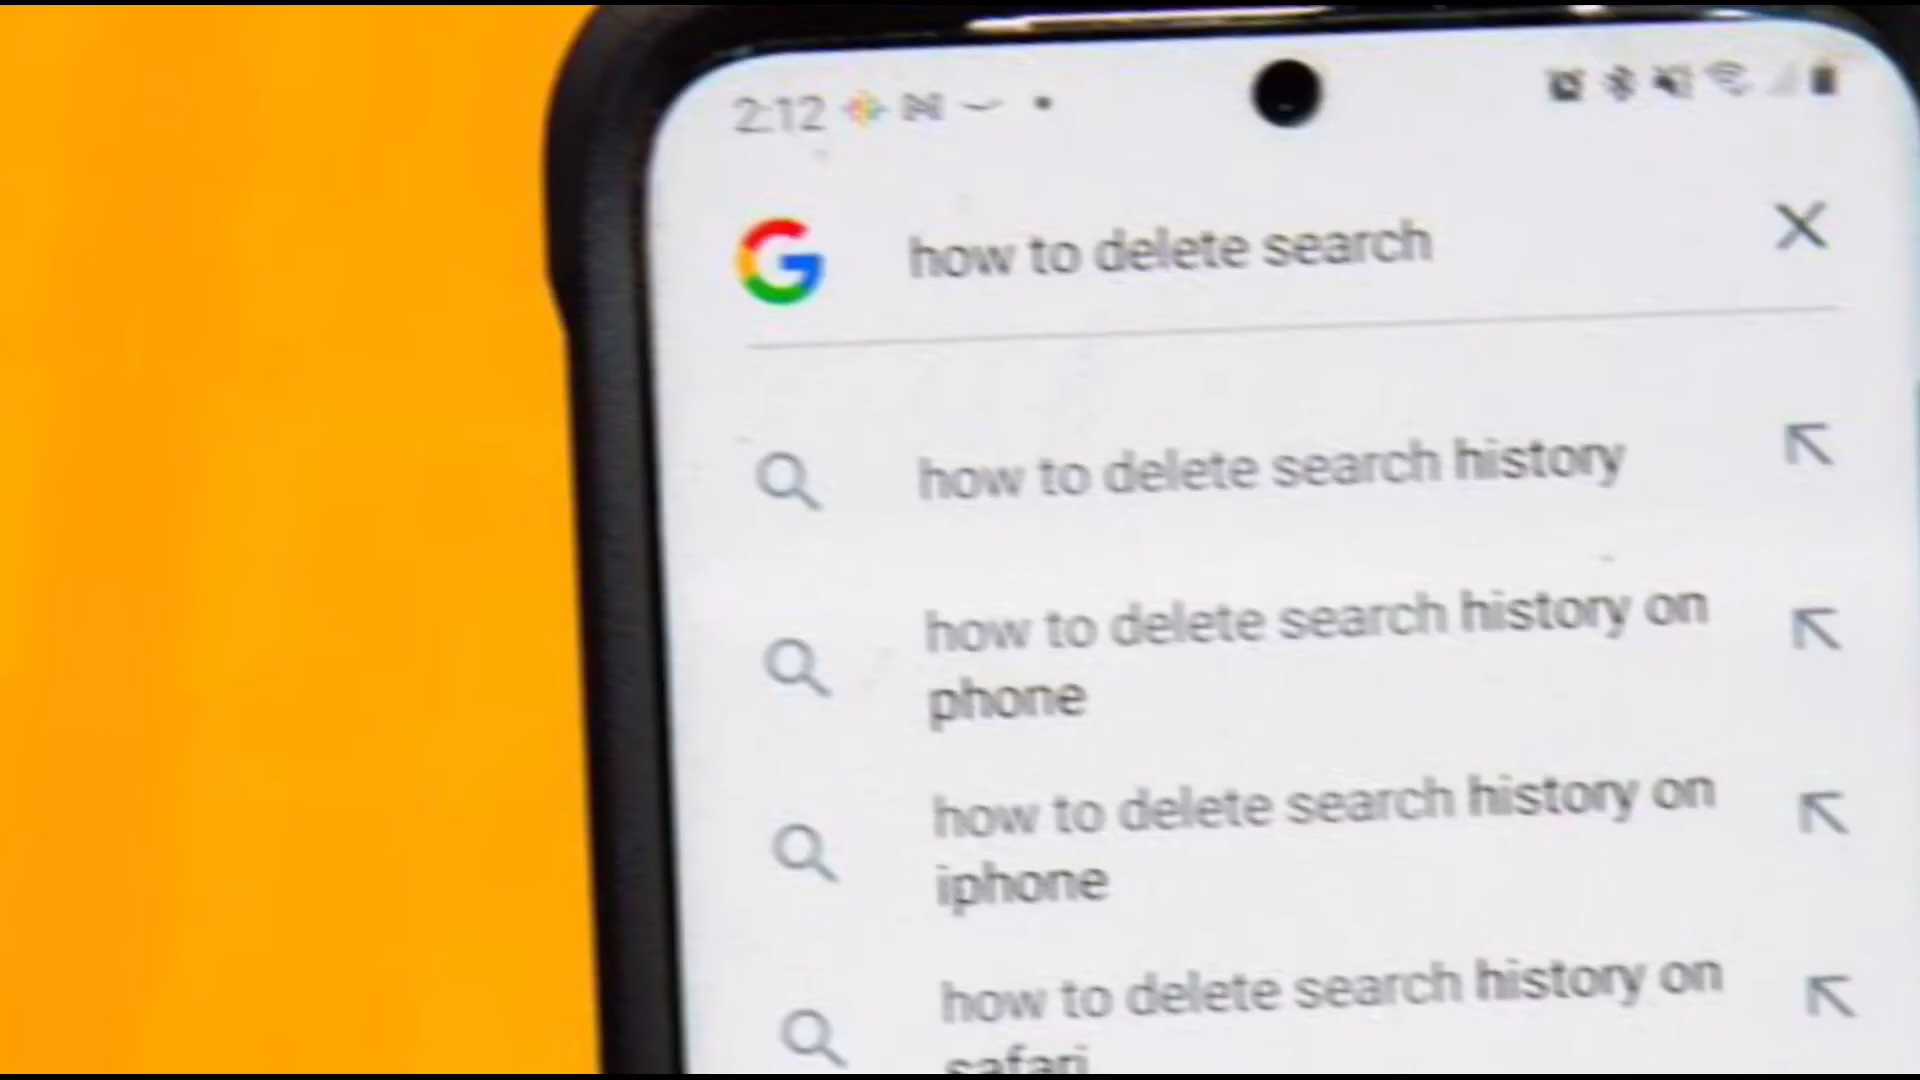 2:12
how to delete search
how to delete search history
how to delete search history on
phone
how to delete search history on
iphone
how to delete search history on
safari